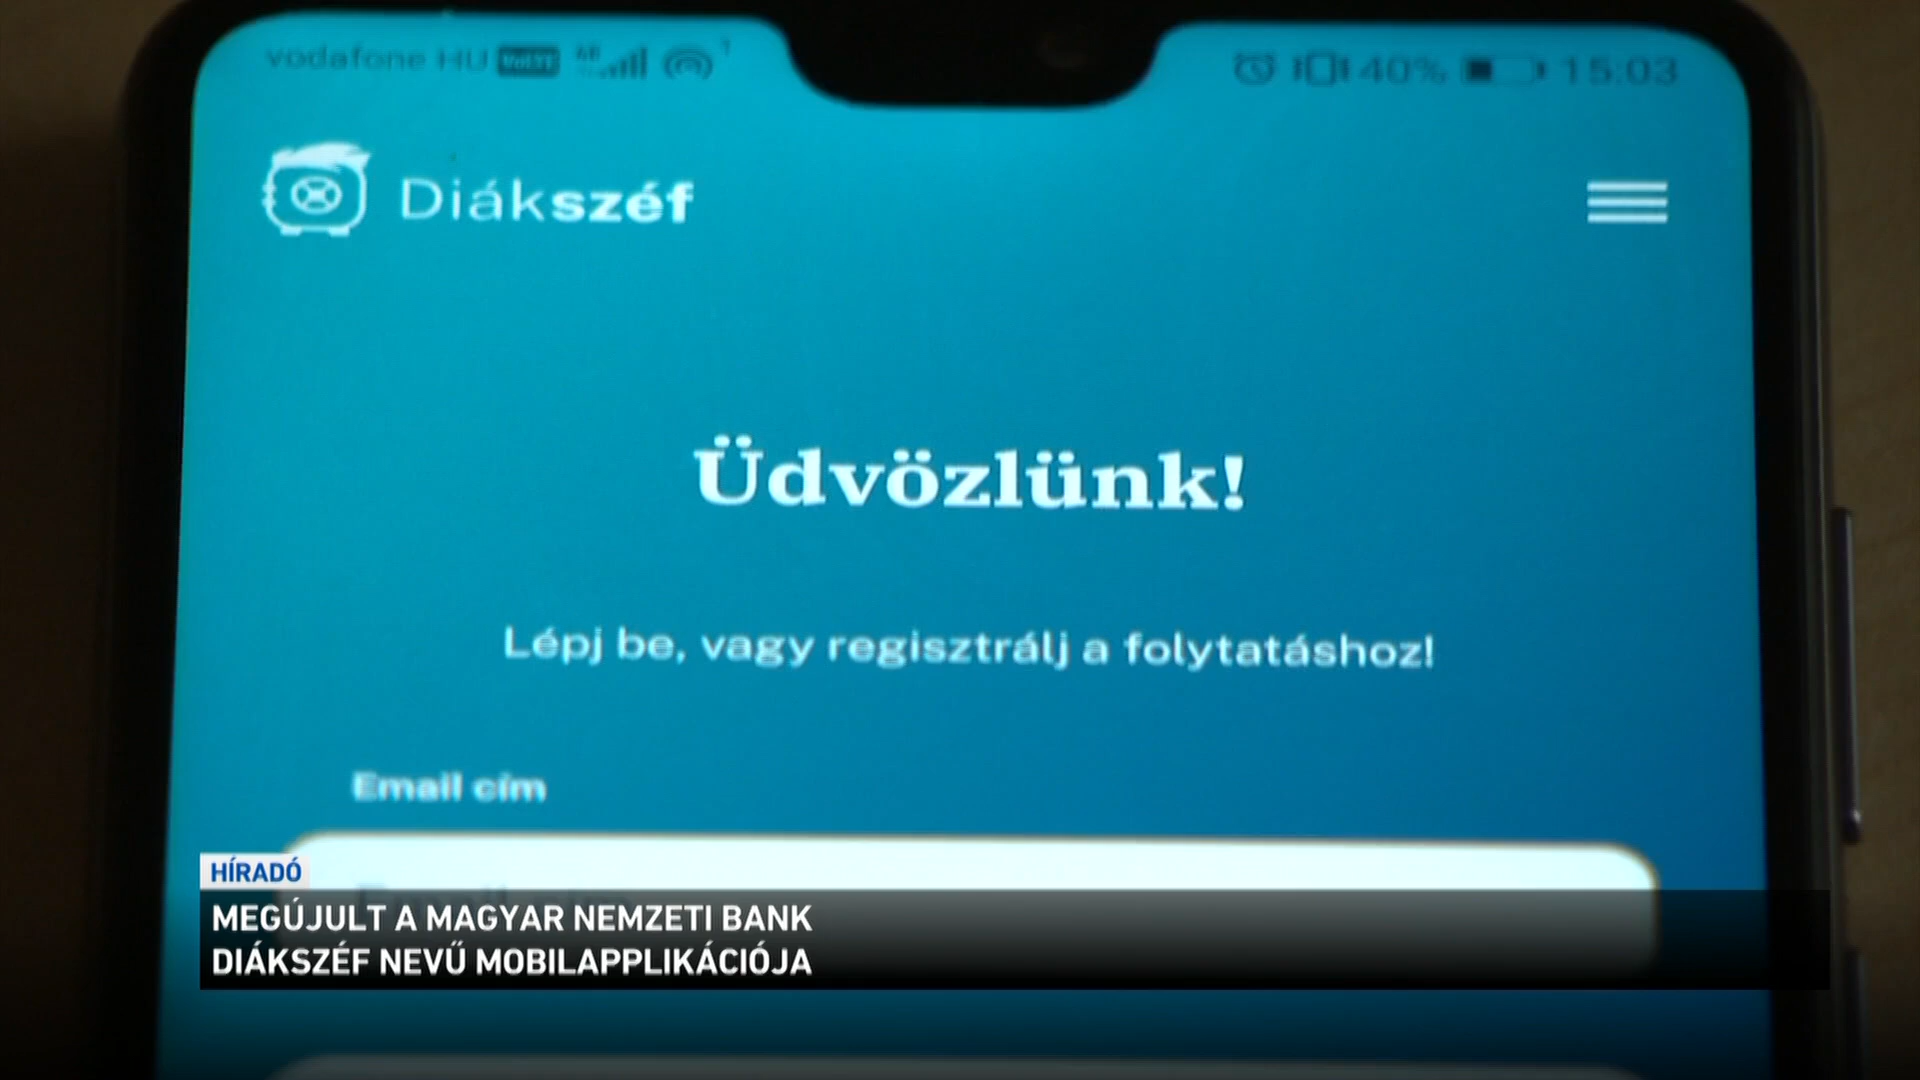 vodafone HU VoLTE 40% 15:03
Diákszéf
Üdvözlünk!
Lépj be, vagy regisztrálj a folytatáshoz!
Email cím
HÍRADÓ
MEGÚJULT A MAGYAR NEMZETI BANK
DIÁKSZÉF NEVŰ MOBILAPPLIKÁCIÓJA